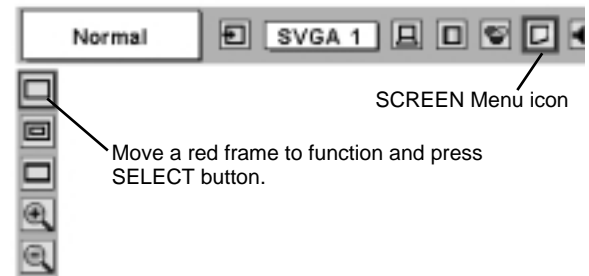 Normal
SVGA 1
SCREEN Menu icon
Move a red frame to function and press
SELECT button.